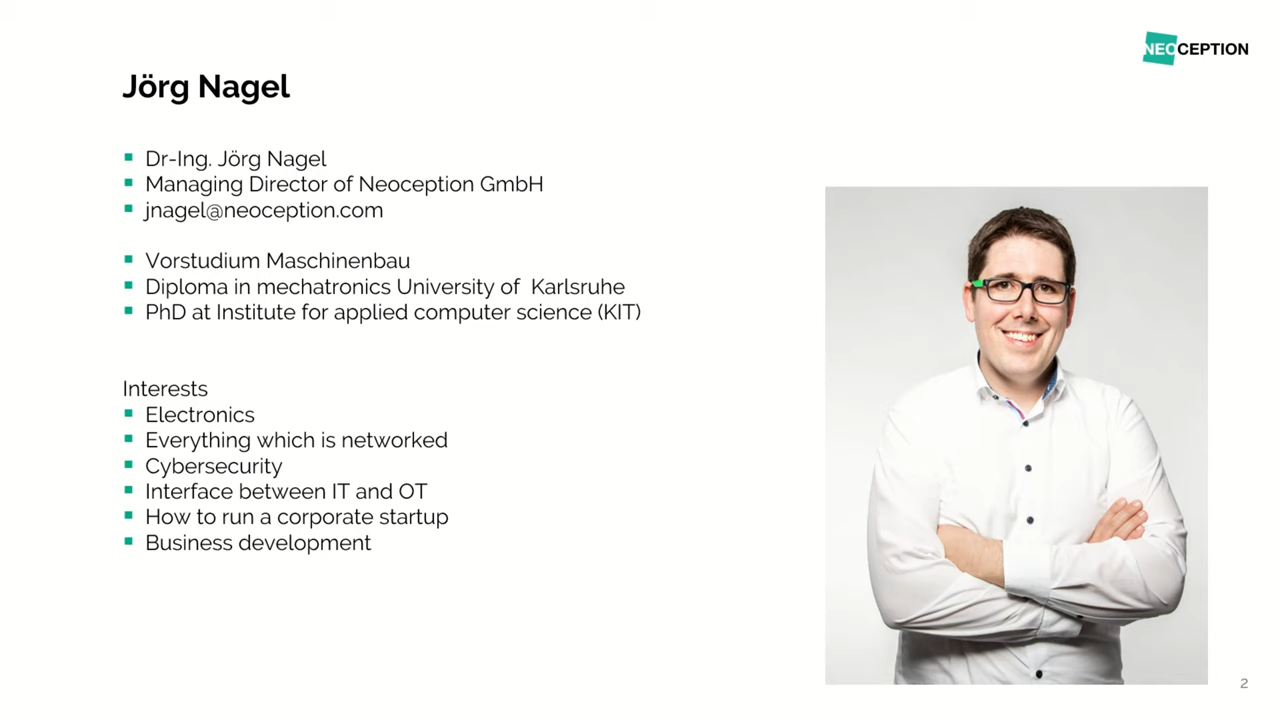 NEOCEPTION
Jörg Nagel
Dr-Ing. Jörg Nagel
Managing Director of Neoception GmbH
jnagel@neoception.com
Vorstudium Maschinenbau
Diploma in mechatronics University of  Karlsruhe
PhD at Institute for applied computer science (KIT)
Interests
Electronics
Everything which is networked
Cybersecurity
Interface between IT and OT
How to run a corporate startup
Business development
2